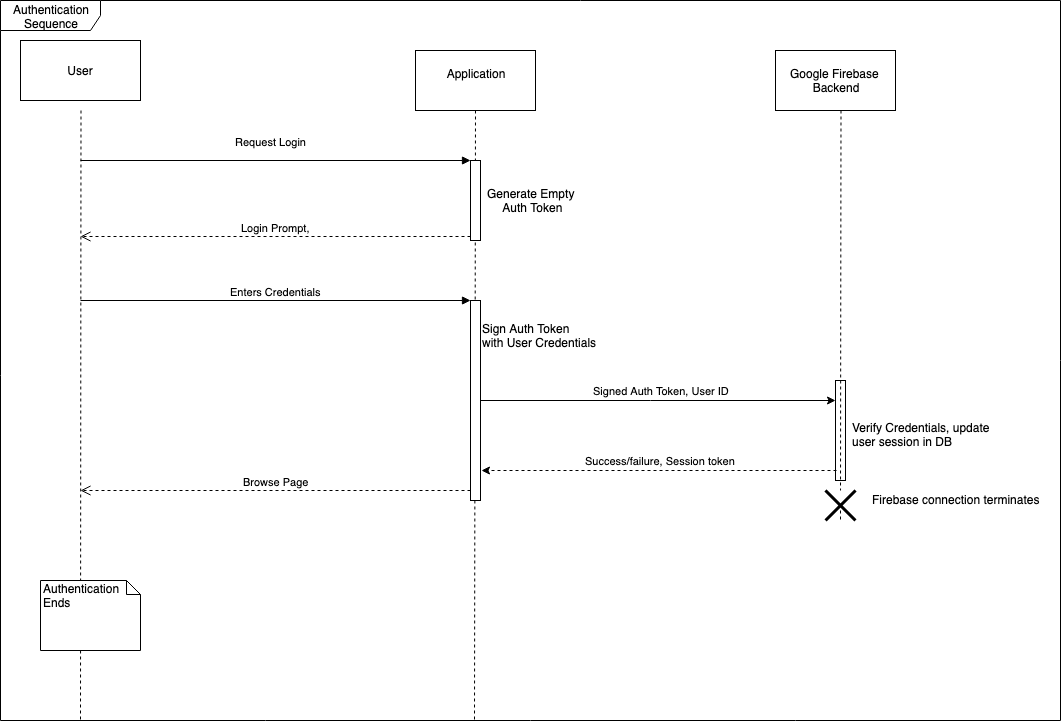 Authentication
Sequence
User
Application
Google Firebase
Backend
Request Login
Generate Empty
Auth Token
Login Prompt,
Enters Credentials
Sign Auth Token
with User Credentials
Signed Auth Token, User ID
Verify Credentials, update
user session in DB
Success/failure, Session token
Browse Page
Firebase connection terminates
Authentication
Ends